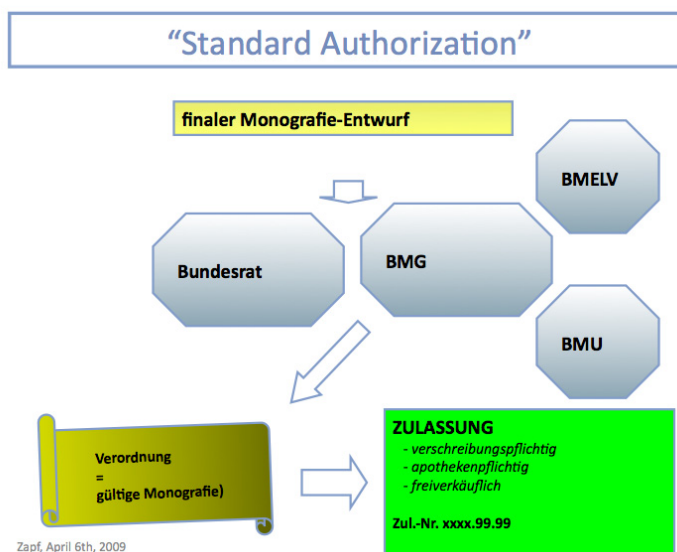 “Standard Authorization”
finaler Monografie-Entwurf
BMELV
Bundesrat
BMG
BMU
Verordnung
=
gültige Monografie)
ZULASSUNG
- verschreibungspflichtig
- apothekenpflichtig
- freiverkäuflich
Zul.-Nr. xxxx.99.99
Zapf, April 6th, 2009